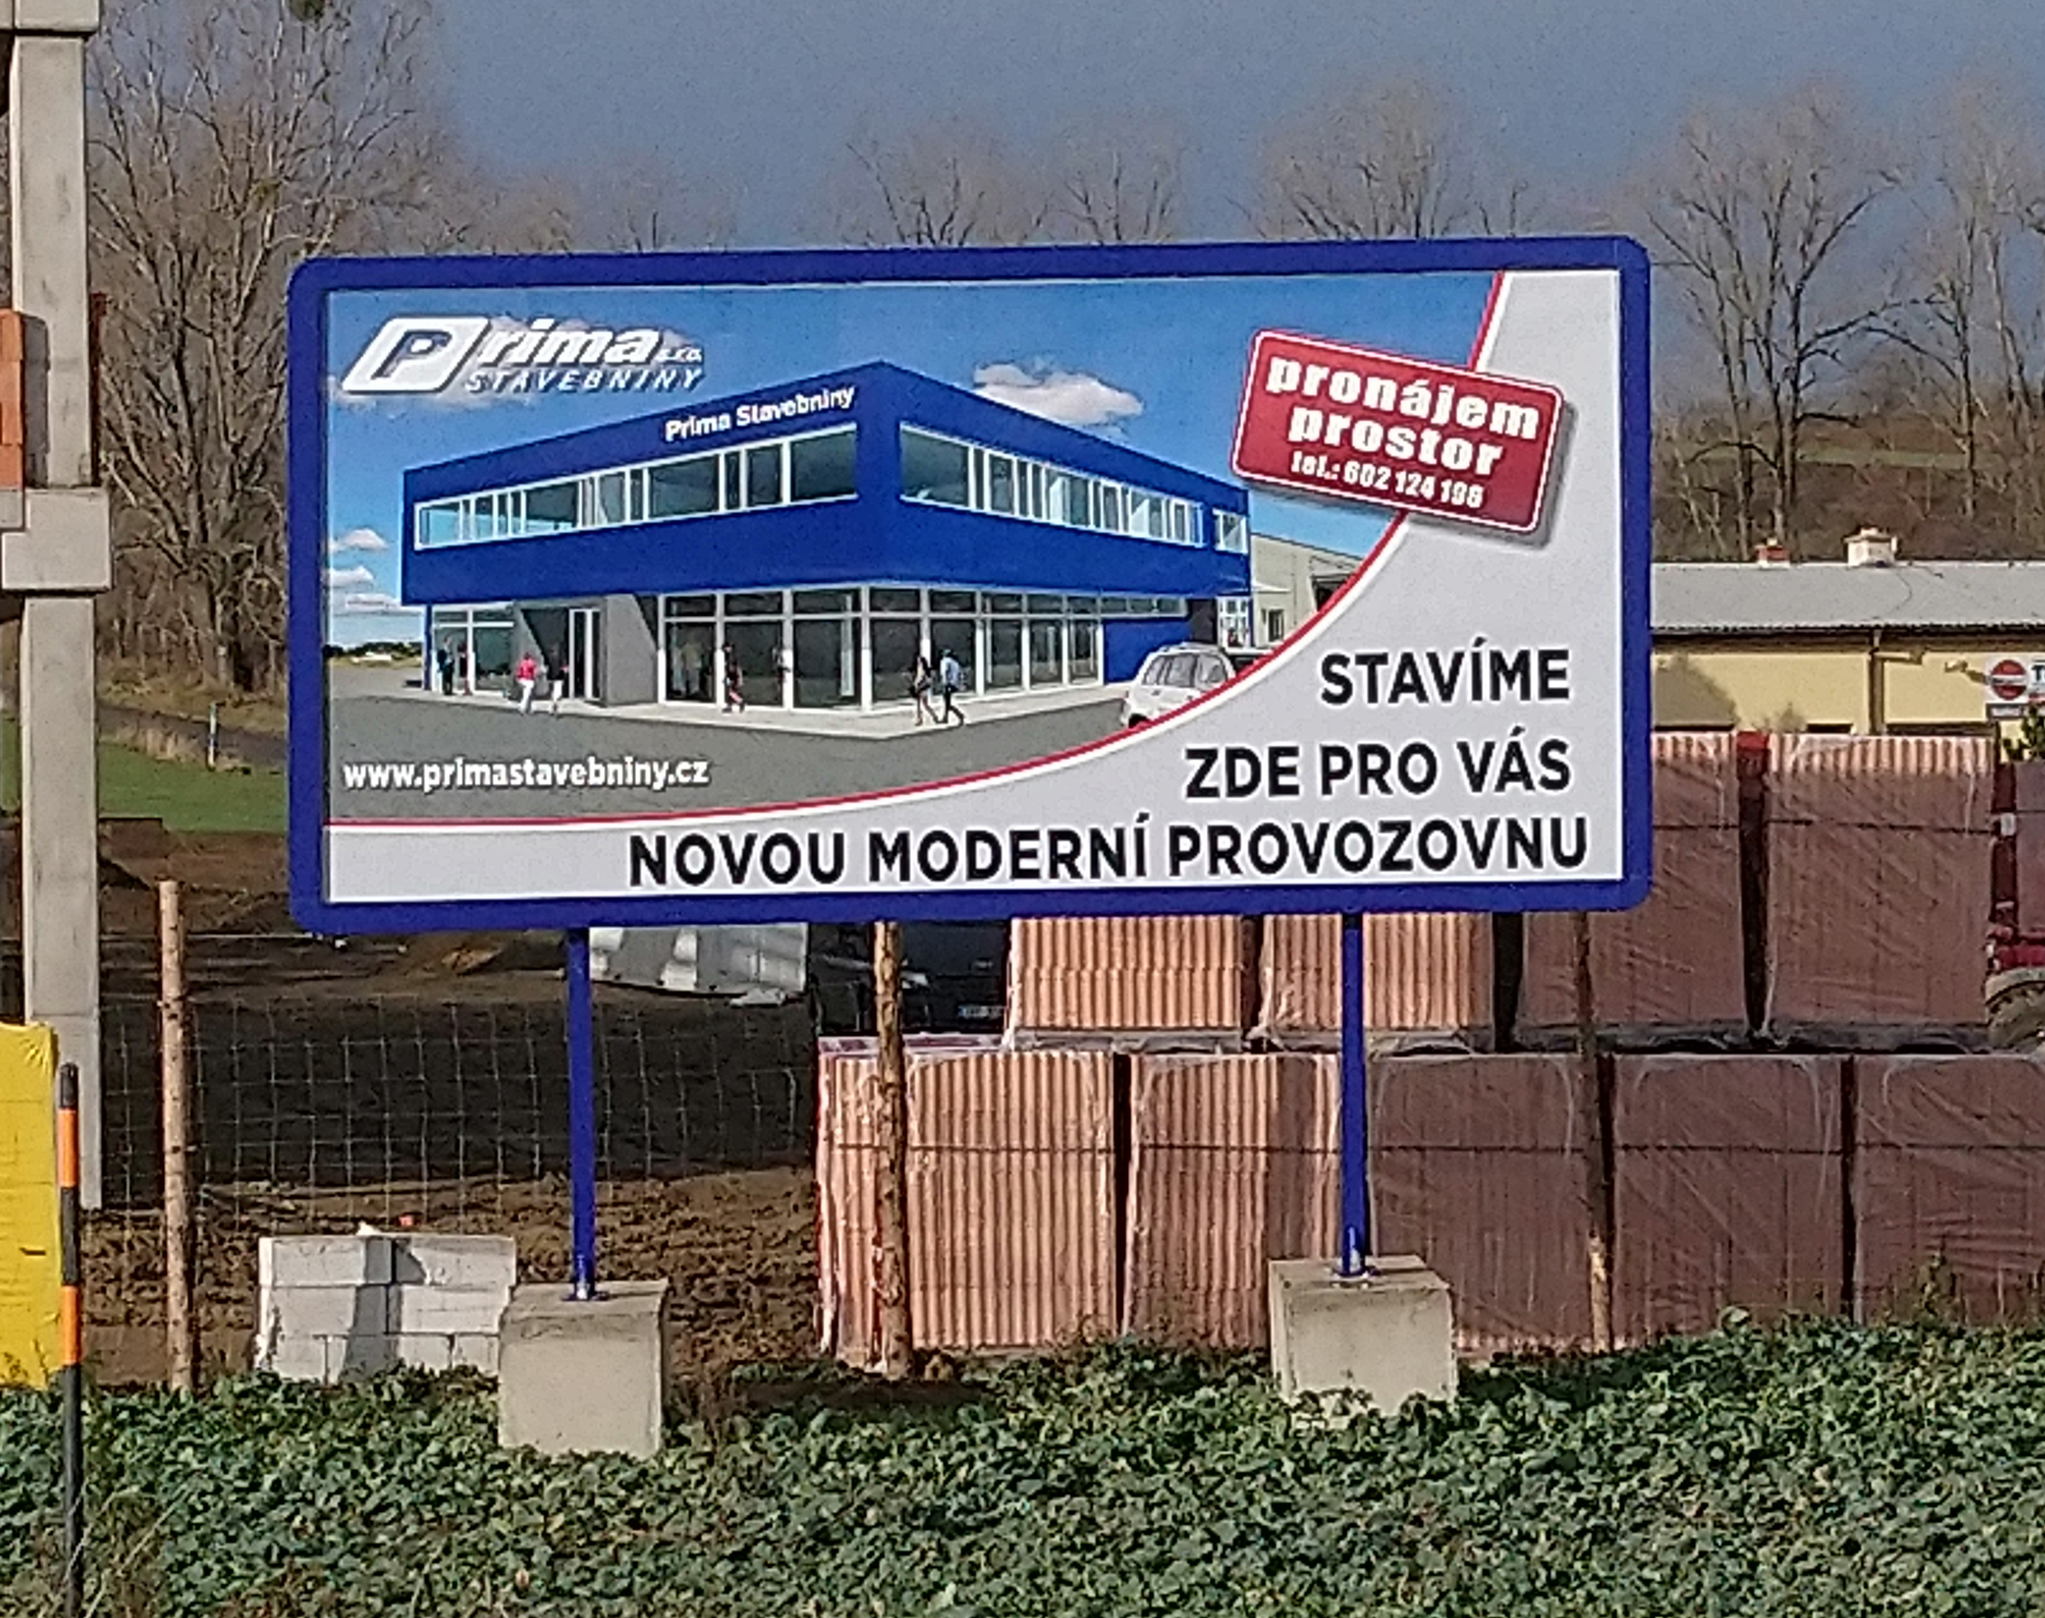 Prima s.r.o.
STAVEBNINY
Prima Stavebniny
pronájem
prostor
tel.: 602 124 196
www.primastavebniny.cz
STAVÍME
ZDE PRO VÁS
NOVOU MODERNÍ PROVOZOVNU